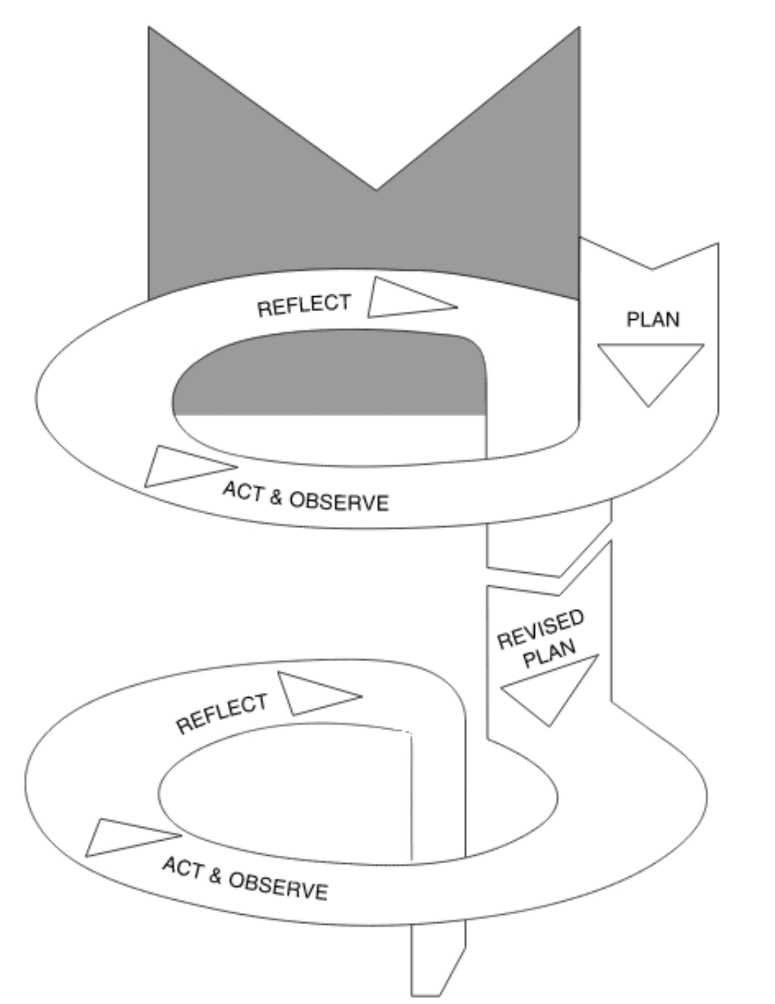 REFLECT
PLAN
ACT & OBSERVE
REVISED
PLAN
REFLECT
ACT & OBSERVE